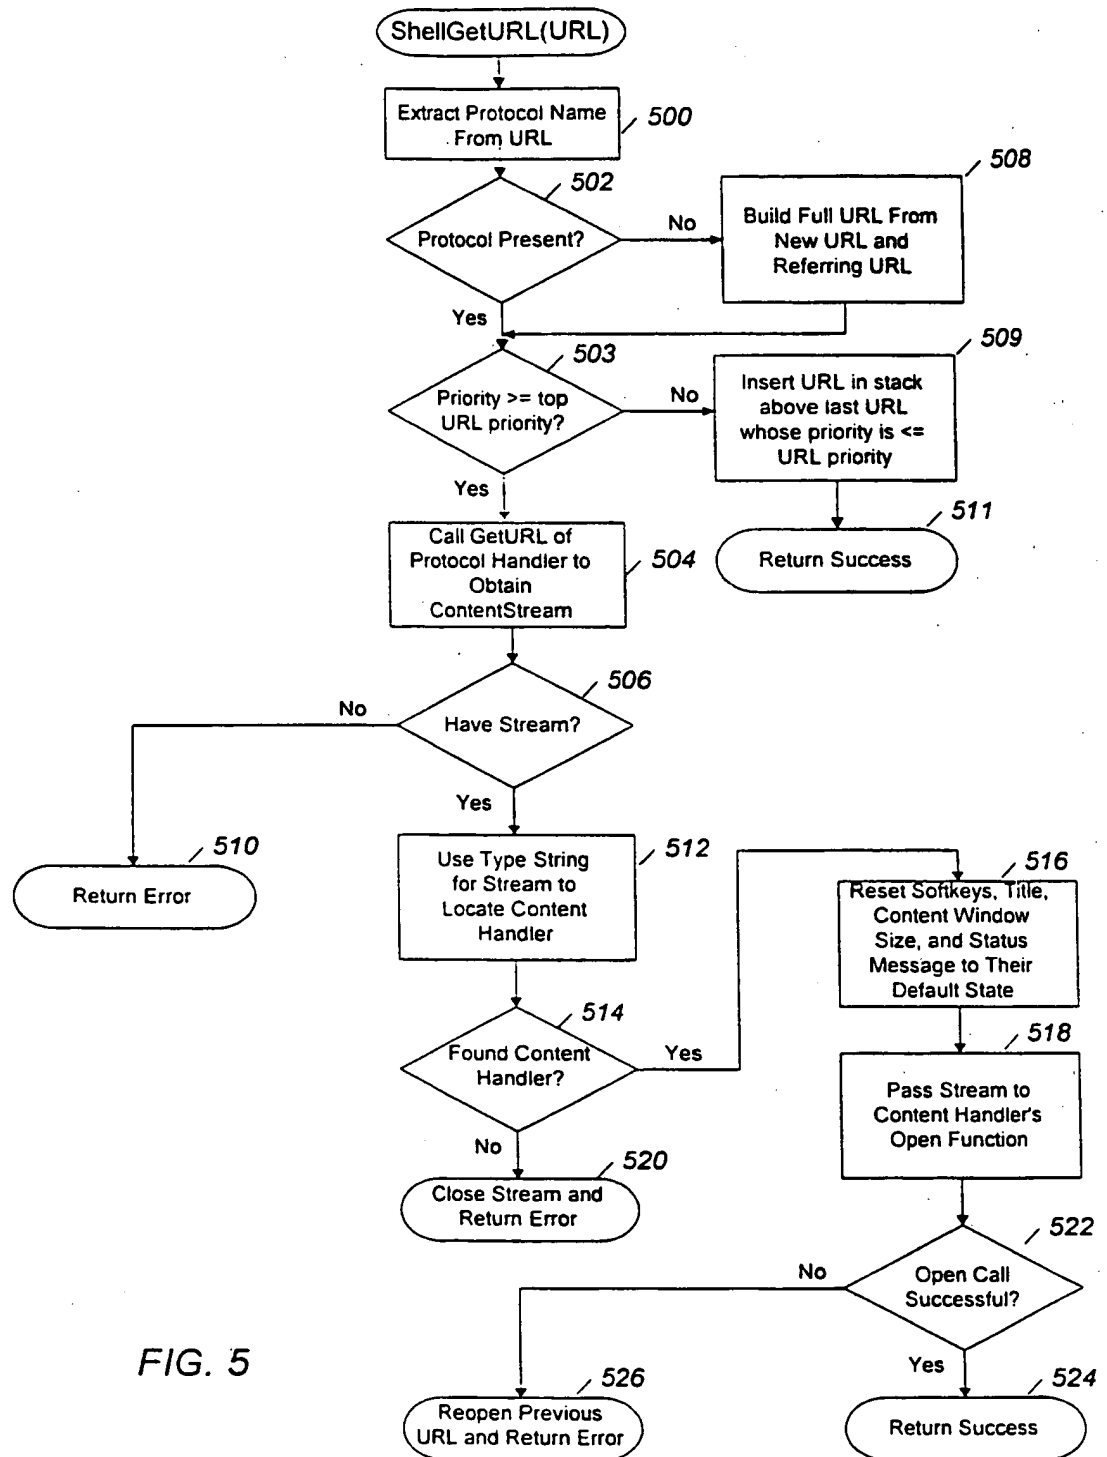 ShellGetURL(URL)
Extract Protocol Name
From URL
500
502
Protocol Present?
No
508
Build Full URL From
New URL and
Referring URL
Yes
503
Priority >= top
URL priority?
No
509
Insert URL in stack
above last URL
whose priority is <=
URL priority
Yes
511
Return Success
Call GetURL of
Protocol Handler to
Obtain
ContentStream
504
506
Have Stream?
No
Yes
510
Return Error
Use Type String
for Stream to
Locate Content
Handler
512
516
Reset Softkeys, Title,
Content Window
Size, and Status
Message to Their
Default State
514
Found Content
Handler?
Yes
518
Pass Stream to
Content Handler's
Open Function
No
520
Close Stream and
Return Error
522
Open Call
Successful?
No
Yes
FIG. 5
526
Reopen Previous
URL and Return Error
524
Return Success